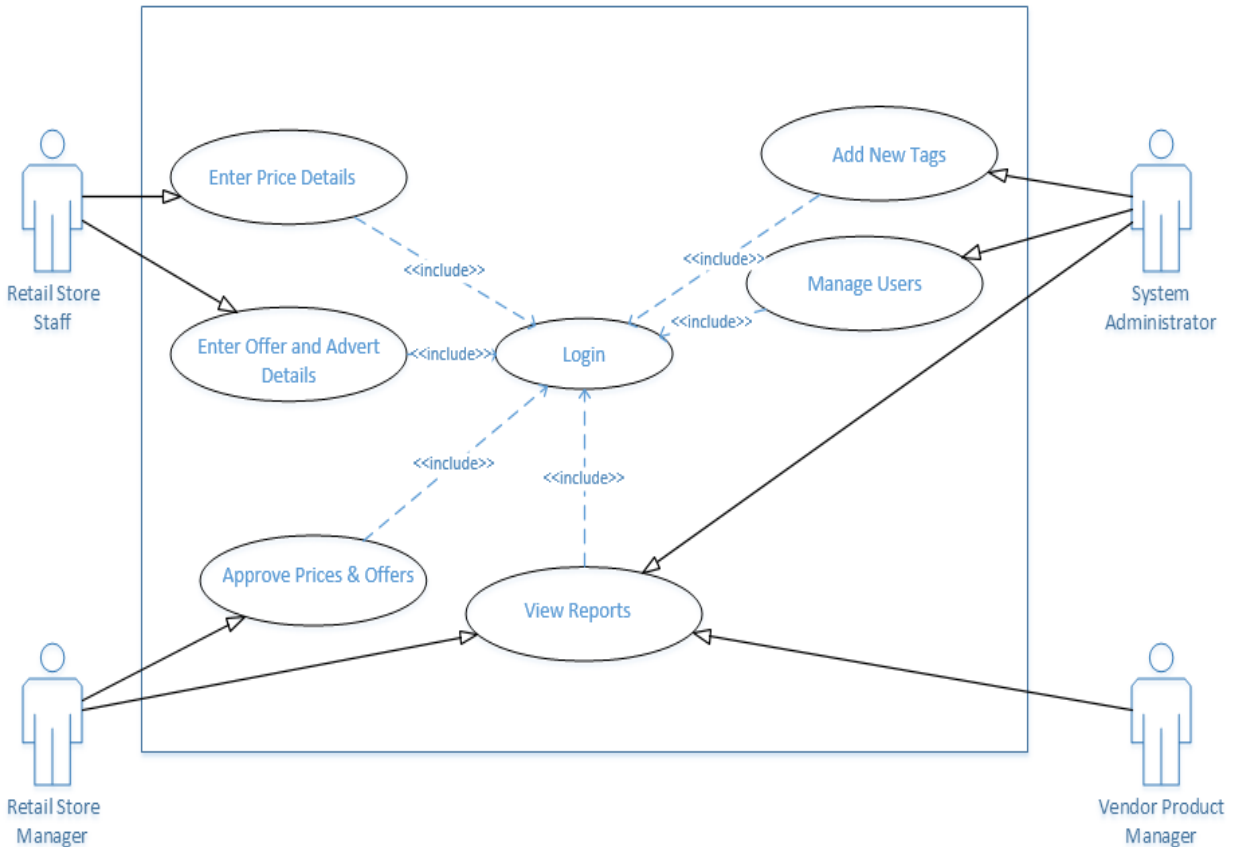 Enter Price Details
Add New Tags
<<include>>
<<include>>
Manage Users
Retail Store
Staff
System
Administrator
<<include>>
Enter Offer and Advert
Details
<<include>>
Login
<<include>>
<<include>>
Approve Prices & Offers
View Reports
Retail Store
Manager
Vendor Product
Manager